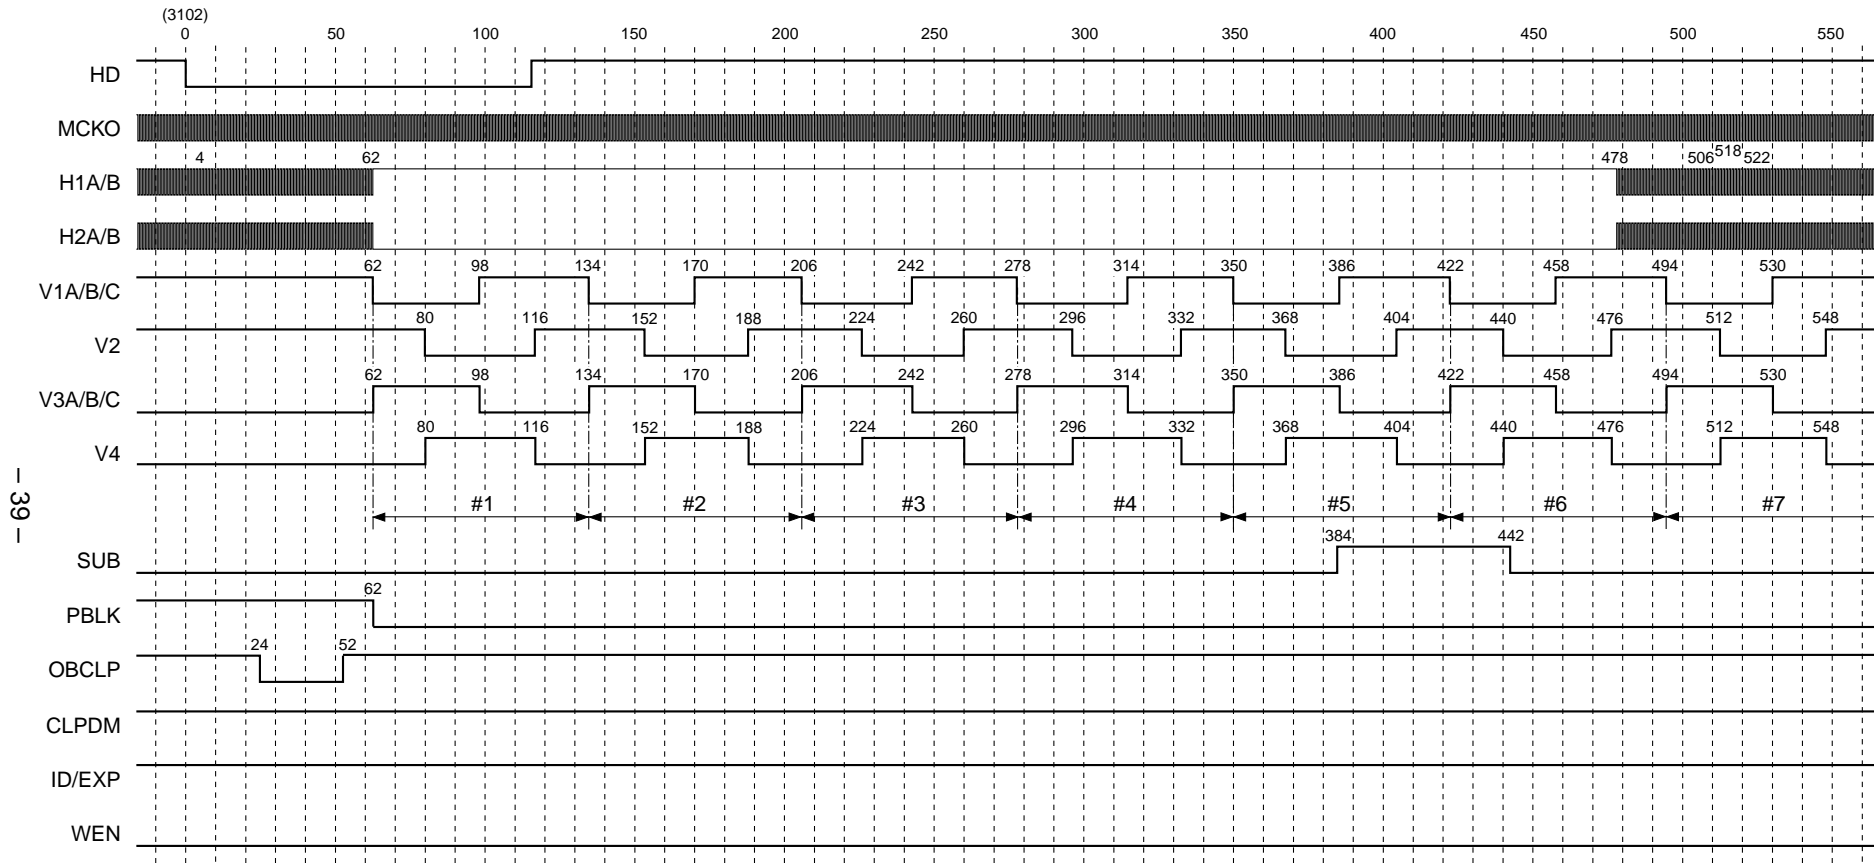 (3102)
0 50 100 150 200 250 300 350 400 450 500 550
HD
MCKO
4 62 478 506 518 522
H1A/B
H2A/B
62 98 134 170 206 242 278 314 350 386 422 458 494 530
V1A/B/C
80 116 152 188 224 260 296 332 368 404 440 476 512 548
V2
62 98 134 170 206 242 278 314 350 386 422 458 494 530
V3A/B/C
80 116 152 188 224 260 296 332 368 404 440 476 512 548
V4
– 39 –
#1 #2 #3 #4 #5 #6 #7
384 442
SUB
62
PBLK
24 52
OBCLP
CLPDM
ID/EXP
WEN